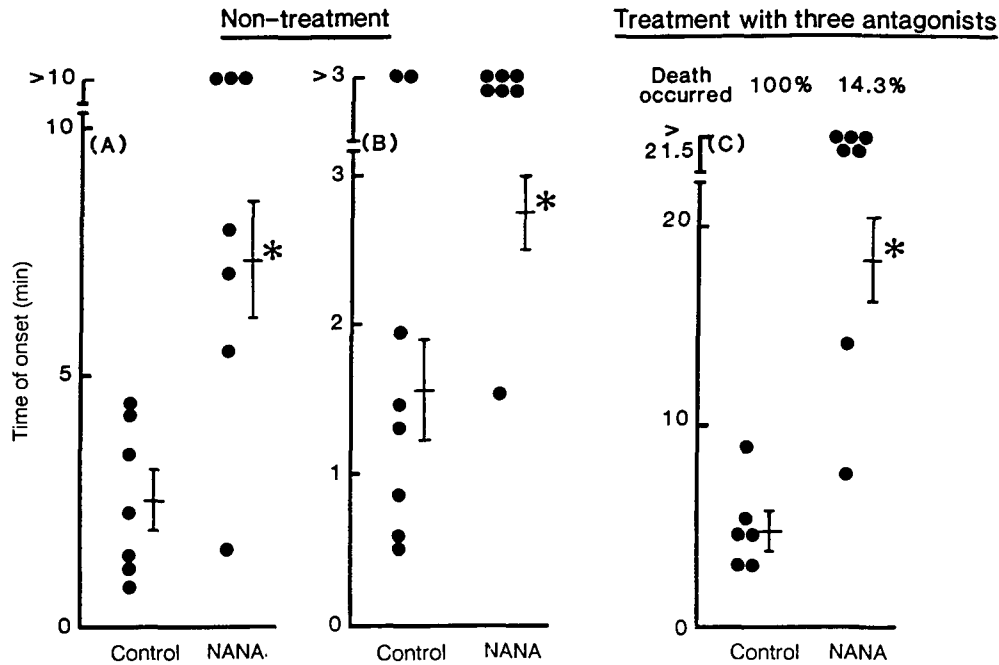 Non-treatment
Treatment with three antagonists
Death occurred 100% 14.3%
>10
10
5
0
(A)
>3
3
2
1
0
(B)
>
21.5
20
10
0
(C)
*
*
*
Time of onset (min)
Control NANA.
Control NANA
Control NANA